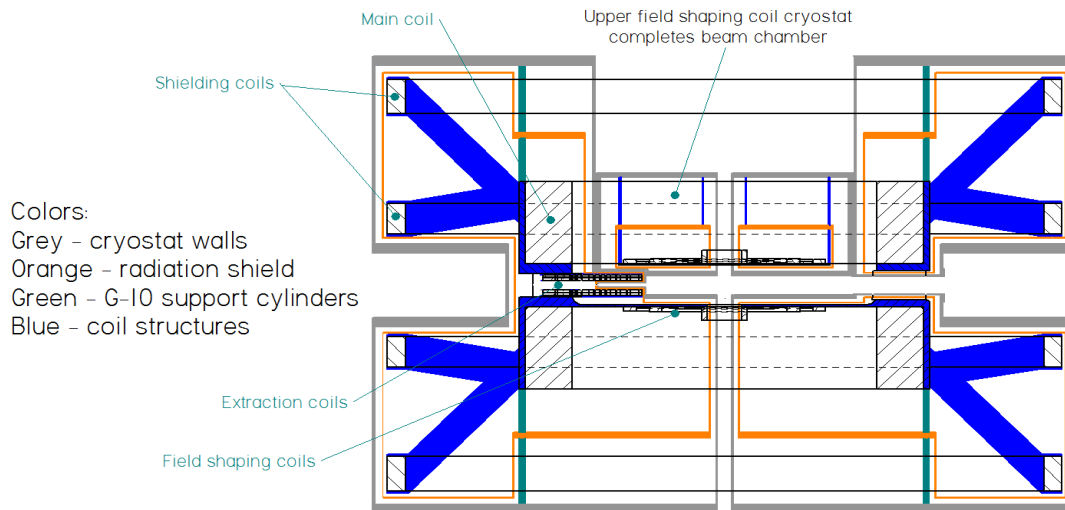 Main coil
Upper field shaping coil cryostat
completes beam chamber
Shielding coils
Colors:
Grey - cryostat walls
Orange - radiation shield
Green - G-10 support cylinders
Blue - coil structures
Extraction coils
Field shaping coils